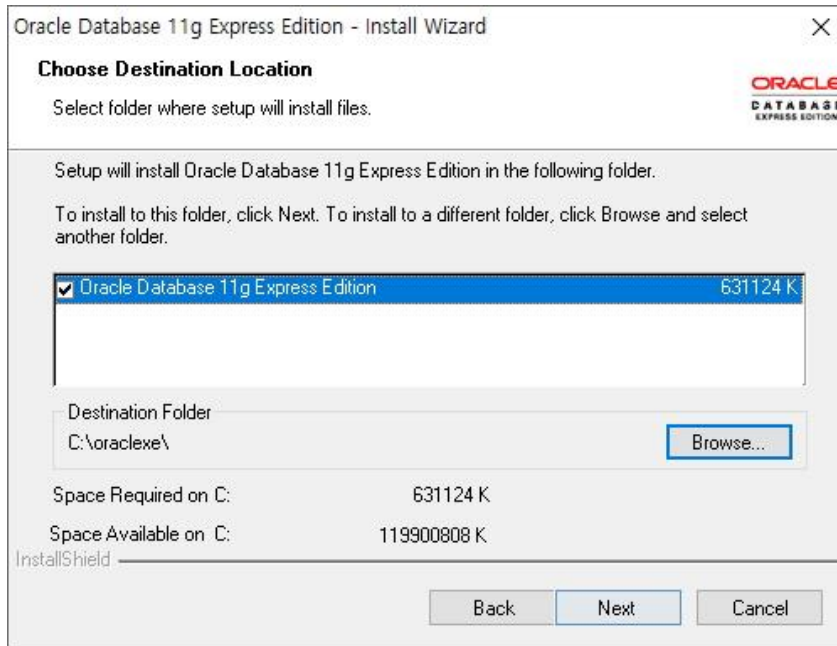 Oracle Database 11g Express Edition - Install Wizard
Choose Destination Location
Select folder where setup will install files.
ORACLE
DATABASE
EXPRESS EDITION
Setup will install Oracle Database 11g Express Edition in the following folder.
To install to this folder, click Next. To install to a different folder, click Browse and select
another folder.
Oracle Database 11g Express Edition 631124 K
Destination Folder
C:\oraclexe\ Browse...
Space Required on C: 631124 K
Space Available on C: 119900808 K
InstallShield
Back Next Cancel